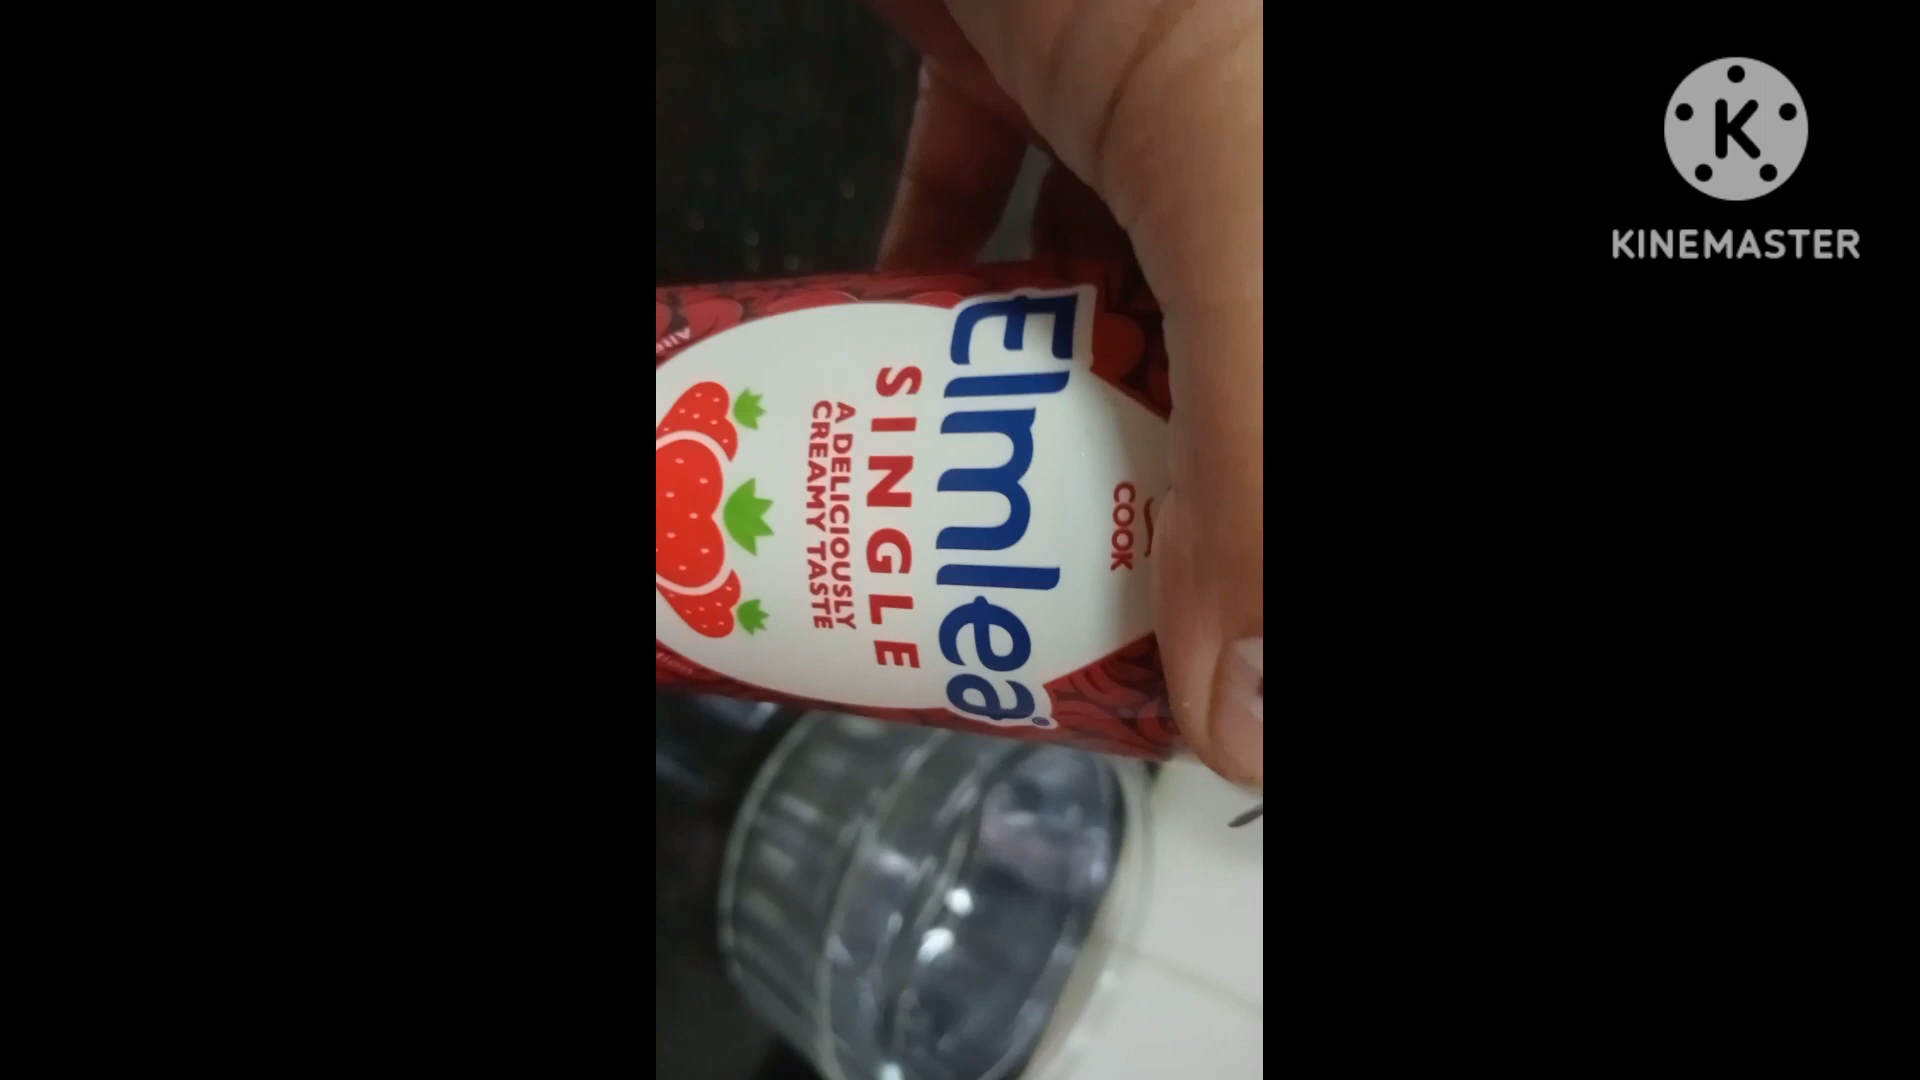 COOK
Elmlea®
SINGLE
A DELICIOUSLY
CREAMY TASTE
K
KINEMASTER